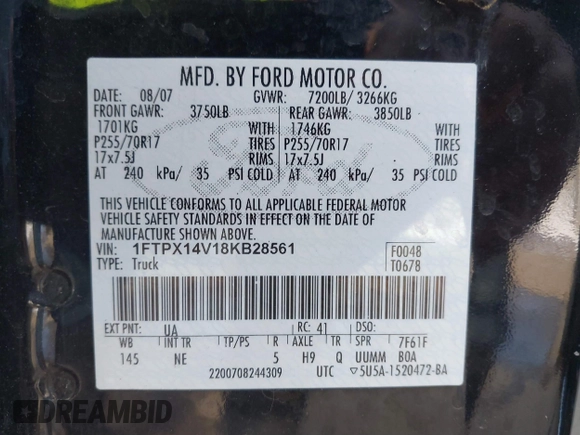 MFD. BY FORD MOTOR CO.
DATE: 08/07 GVWR: 7200LB/ 3266KG
FRONT GAWR: 3750LB REAR GAWR: 3850LB
1701KG WITH 1746KG WITH
P255/70R17 TIRES P255/70R17 TIRES
17x7.5J RIMS 17x7.5J RIMS
AT 240 kPa/ 35 PSI COLD AT 240 kPa/ 35 PSI COLD
THIS VEHICLE CONFORMS TO ALL APPLICABLE FEDERAL MOTOR
VEHICLE SAFETY STANDARDS IN EFFECT ON THE DATE OF
MANUFACTURE SHOWN ABOVE.
VIN: 1FTPX14V18KB28561 F0048
TYPE: Truck T0678
EXT PNT: UA RC: 41 DSO:
WB INT TR TP/PS R AXLE TR SPR 7F61F
145 NE 5 H9 Q UUMM B0A
2200708244309 UTC ▽5U5A-1520472-BA
Ford
DREAMBID